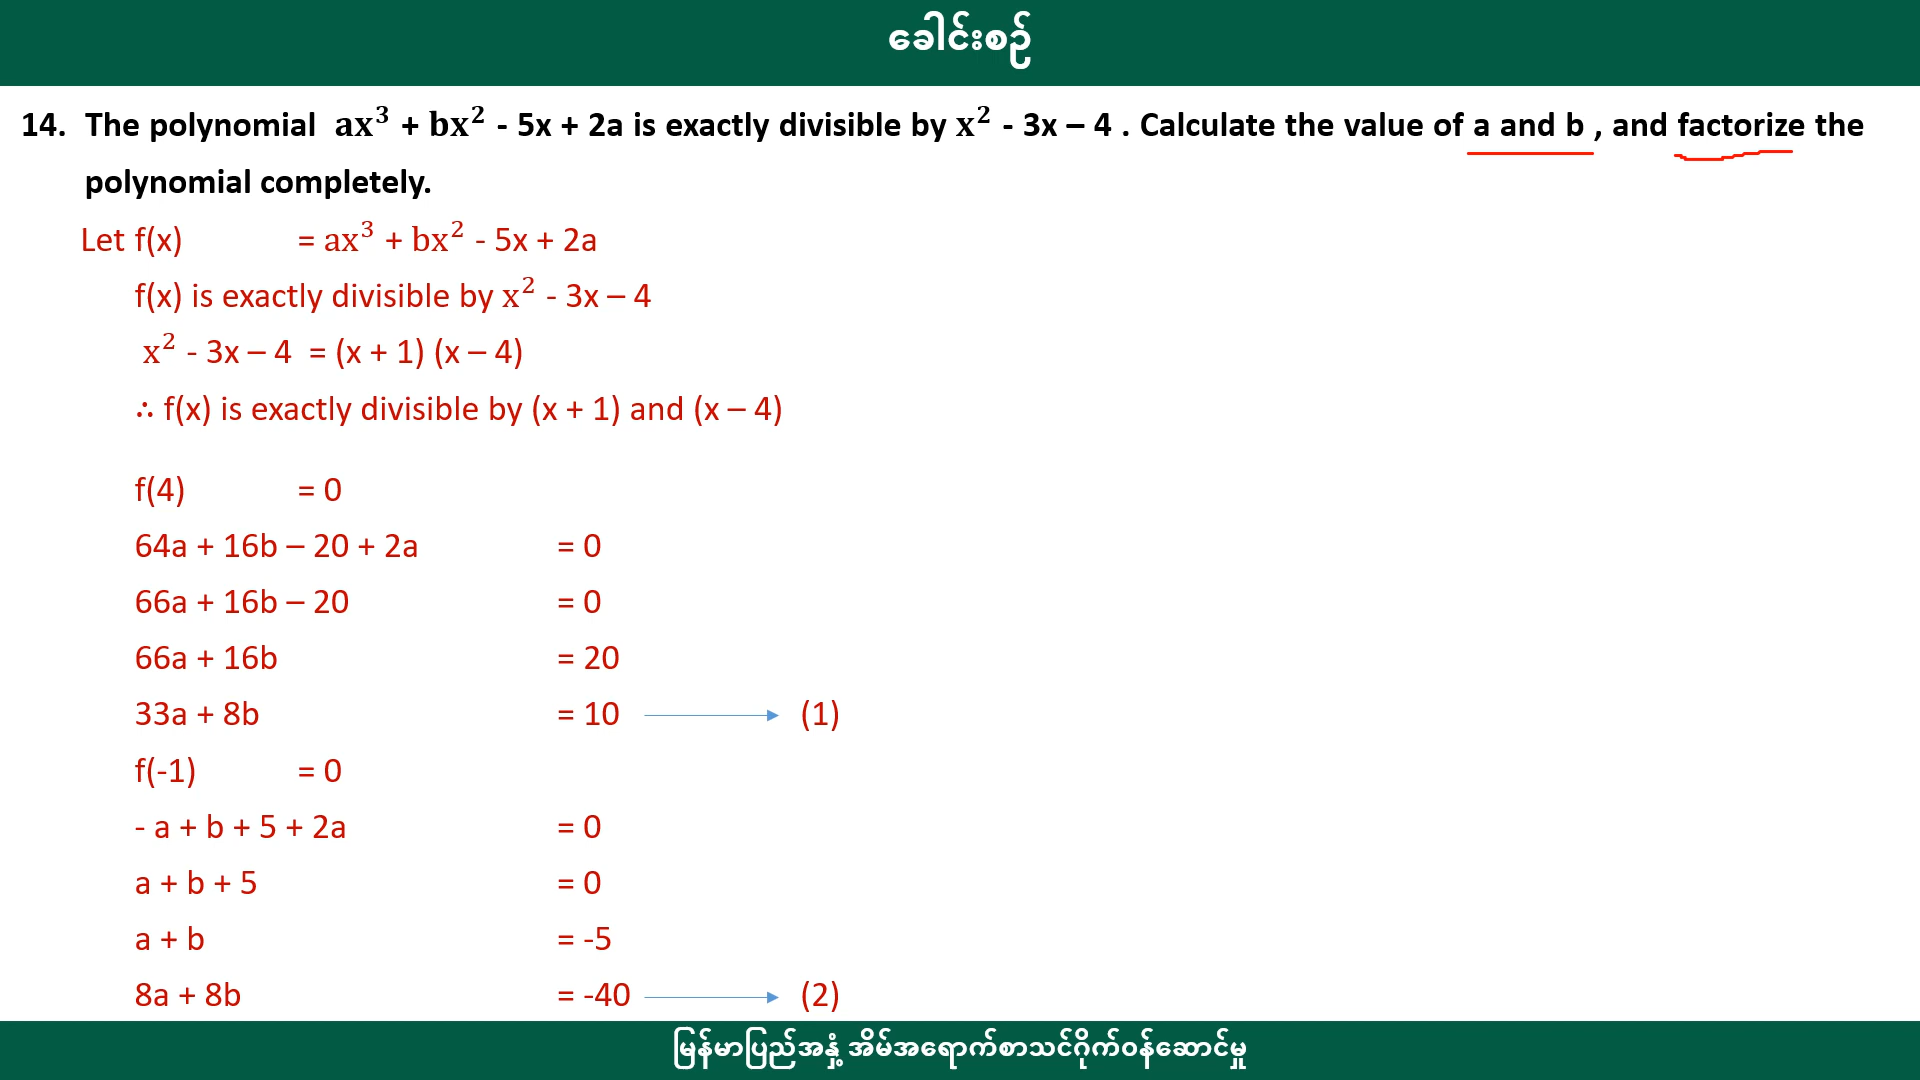 ခေါင်းစဉ်
14. The polynomial ax³ + bx² - 5x + 2a is exactly divisible by x² - 3x – 4 . Calculate the value of a and b , and factorize the
polynomial completely.
Let f(x) = ax³ + bx² - 5x + 2a
f(x) is exactly divisible by x² - 3x – 4
x² - 3x – 4 = (x + 1) (x – 4)
∴ f(x) is exactly divisible by (x + 1) and (x – 4)
f(4) = 0
64a + 16b – 20 + 2a = 0
66a + 16b – 20 = 0
66a + 16b = 20
33a + 8b = 10 (1)
f(-1) = 0
- a + b + 5 + 2a = 0
a + b + 5 = 0
a + b = -5
8a + 8b = -40 (2)
မြန်မာပြည်အနှံ့ အိမ်အရောက်စာသင်ဂိုက်ဝန်ဆောင်မှု